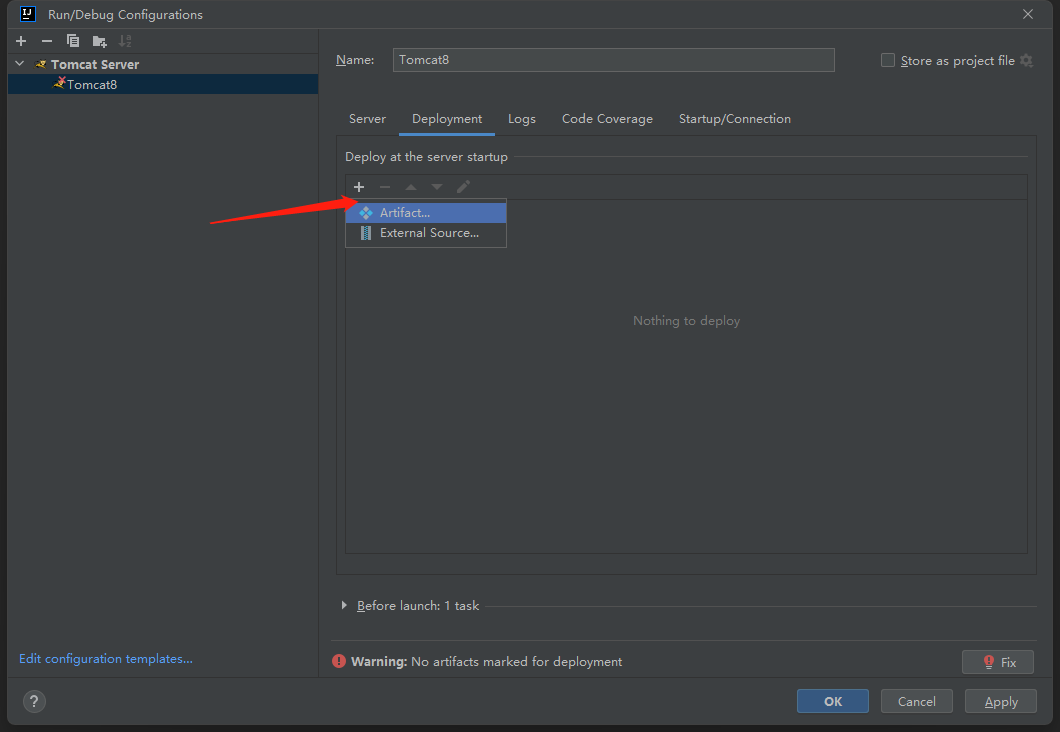 IJ Run/Debug Configurations
Tomcat Server
Tomcat8
Name: Tomcat8
Store as project file
Server Deployment Logs Code Coverage Startup/Connection
Deploy at the server startup
Artifact...
External Source...
Nothing to deploy
Before launch: 1 task
Edit configuration templates...
Warning: No artifacts marked for deployment
Fix
?
OK Cancel Apply